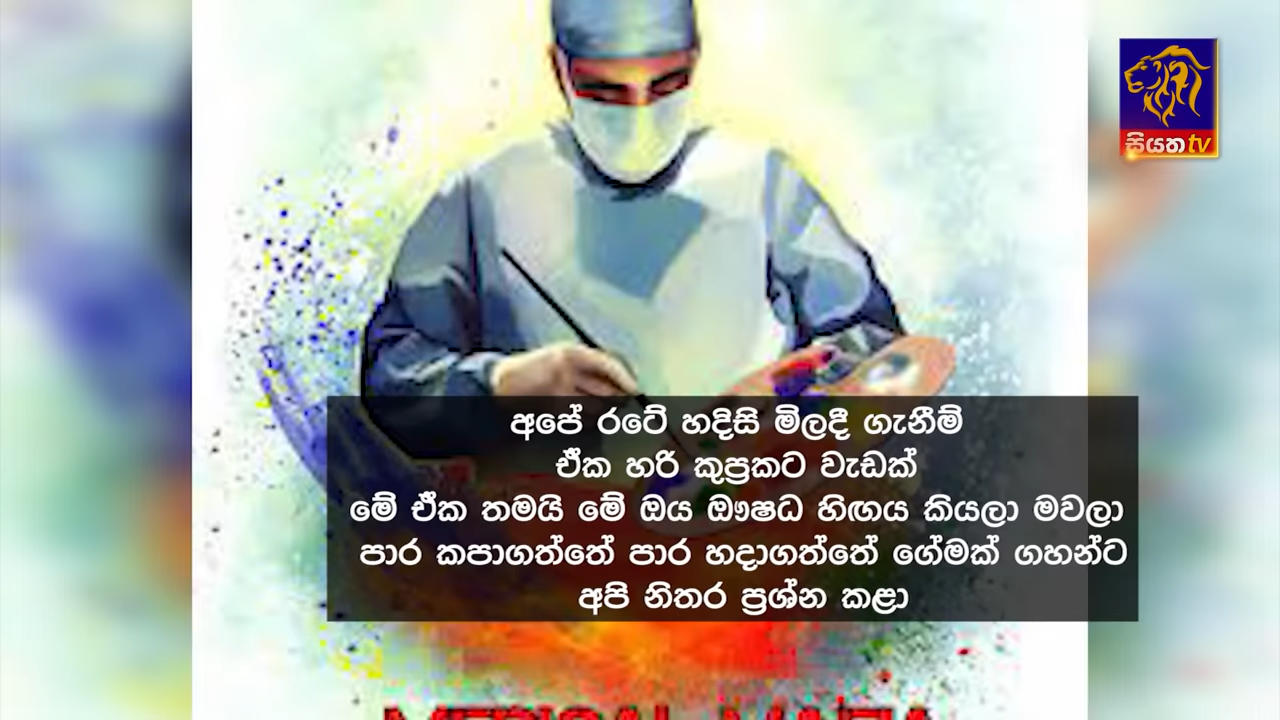 සියත tv
අපේ රටේ හදිසි මිලදී ගැනීම්
ඒක හරි කුප්‍රකට වැඩක්
මේ ඒක තමයි මේ ඔය ඖෂධ හිඟය කියලා මවලා
පාර කපාගත්තේ පාර හදාගත්තේ ගේමක් ගහන්ට
අපි නිතර ප්‍රශ්න කළා